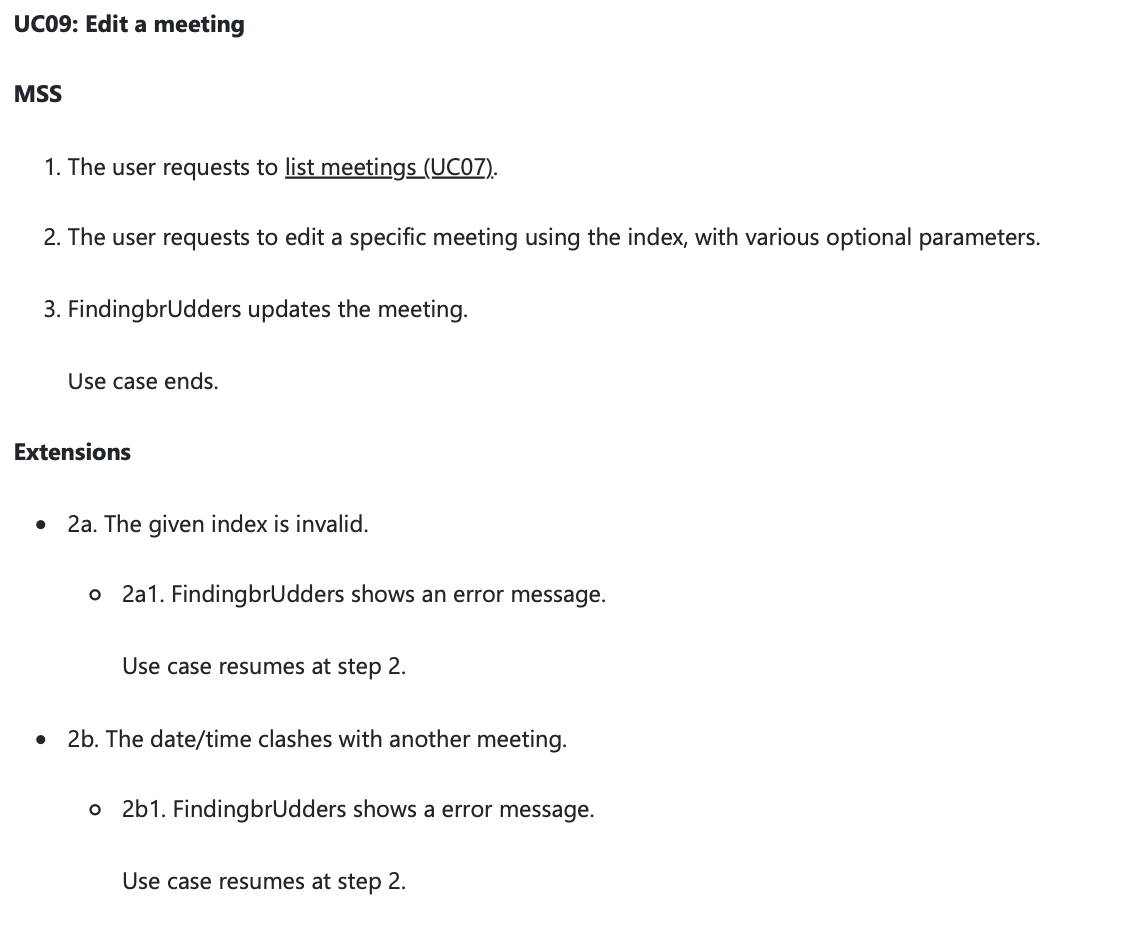 UC09: Edit a meeting
MSS
1. The user requests to list meetings (UC07).
2. The user requests to edit a specific meeting using the index, with various optional parameters.
3. FindingbrUdders updates the meeting.
Use case ends.
Extensions
• 2a. The given index is invalid.
○ 2a1. FindingbrUdders shows an error message.
Use case resumes at step 2.
• 2b. The date/time clashes with another meeting.
○ 2b1. FindingbrUdders shows a error message.
Use case resumes at step 2.